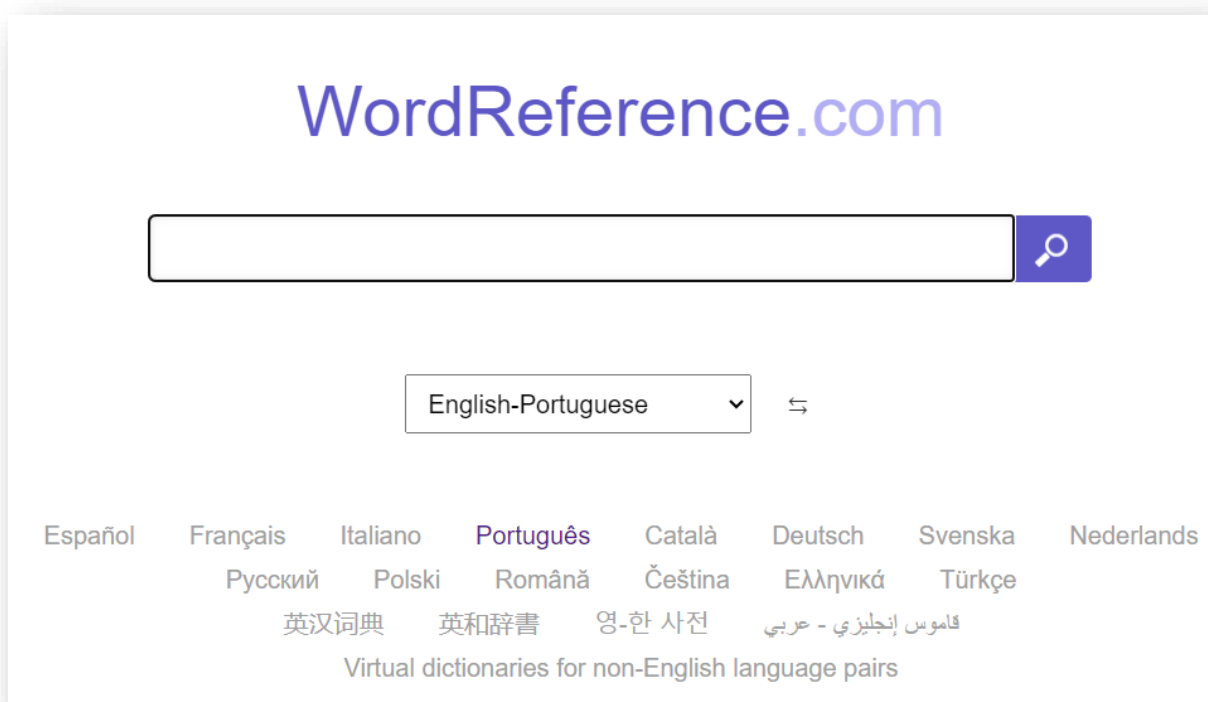 WordReference.com
English-Portuguese
Español Français Italiano Português Català Deutsch Svenska Nederlands
Русский Polski Română Čeština Ελληνικά Türkçe
英汉词典 英和辞書 영-한 사전 قاموس إنجليزي - عربي
Virtual dictionaries for non-English language pairs